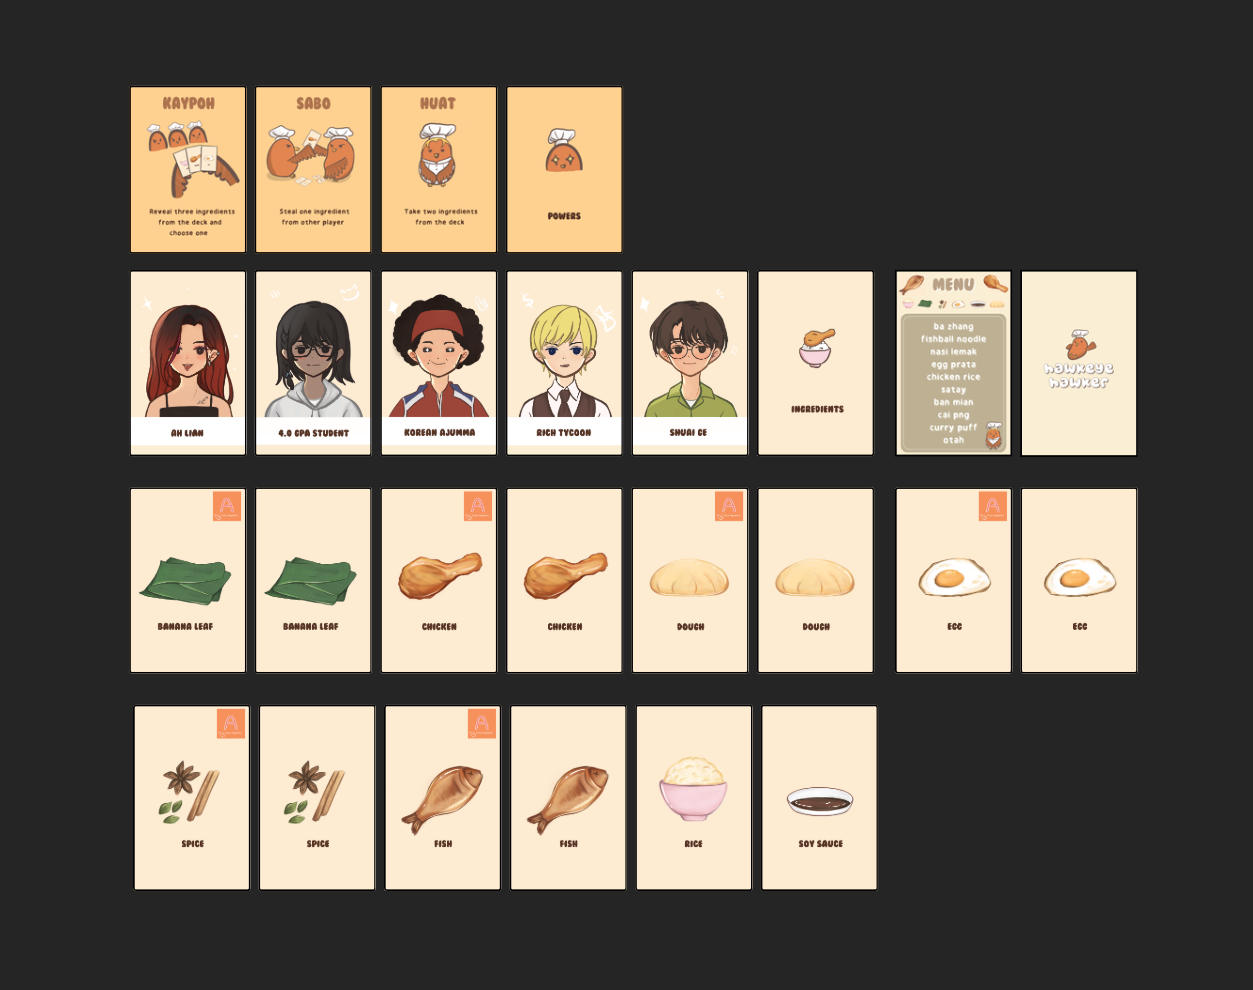 KAYPOH
Reveal three ingredients
from the deck and
choose one
SABO
Steal one ingredient
from other player
HUAT
Take two ingredients
from the deck
POWERS
AH LIAN
4.0 GPA STUDENT
KOREAN AJUMMA
RICH TYCOON
SHUAI GE
INGREDIENTS
MENU
ba zhang
fishball noodle
nasi lemak
egg prata
chicken rice
satay
ban mian
cai png
curry puff
otah
hawkeye
hawker
BANANA LEAF
BANANA LEAF
CHICKEN
CHICKEN
DOUGH
DOUGH
EGG
EGG
SPICE
SPICE
FISH
FISH
RICE
SOY SAUCE